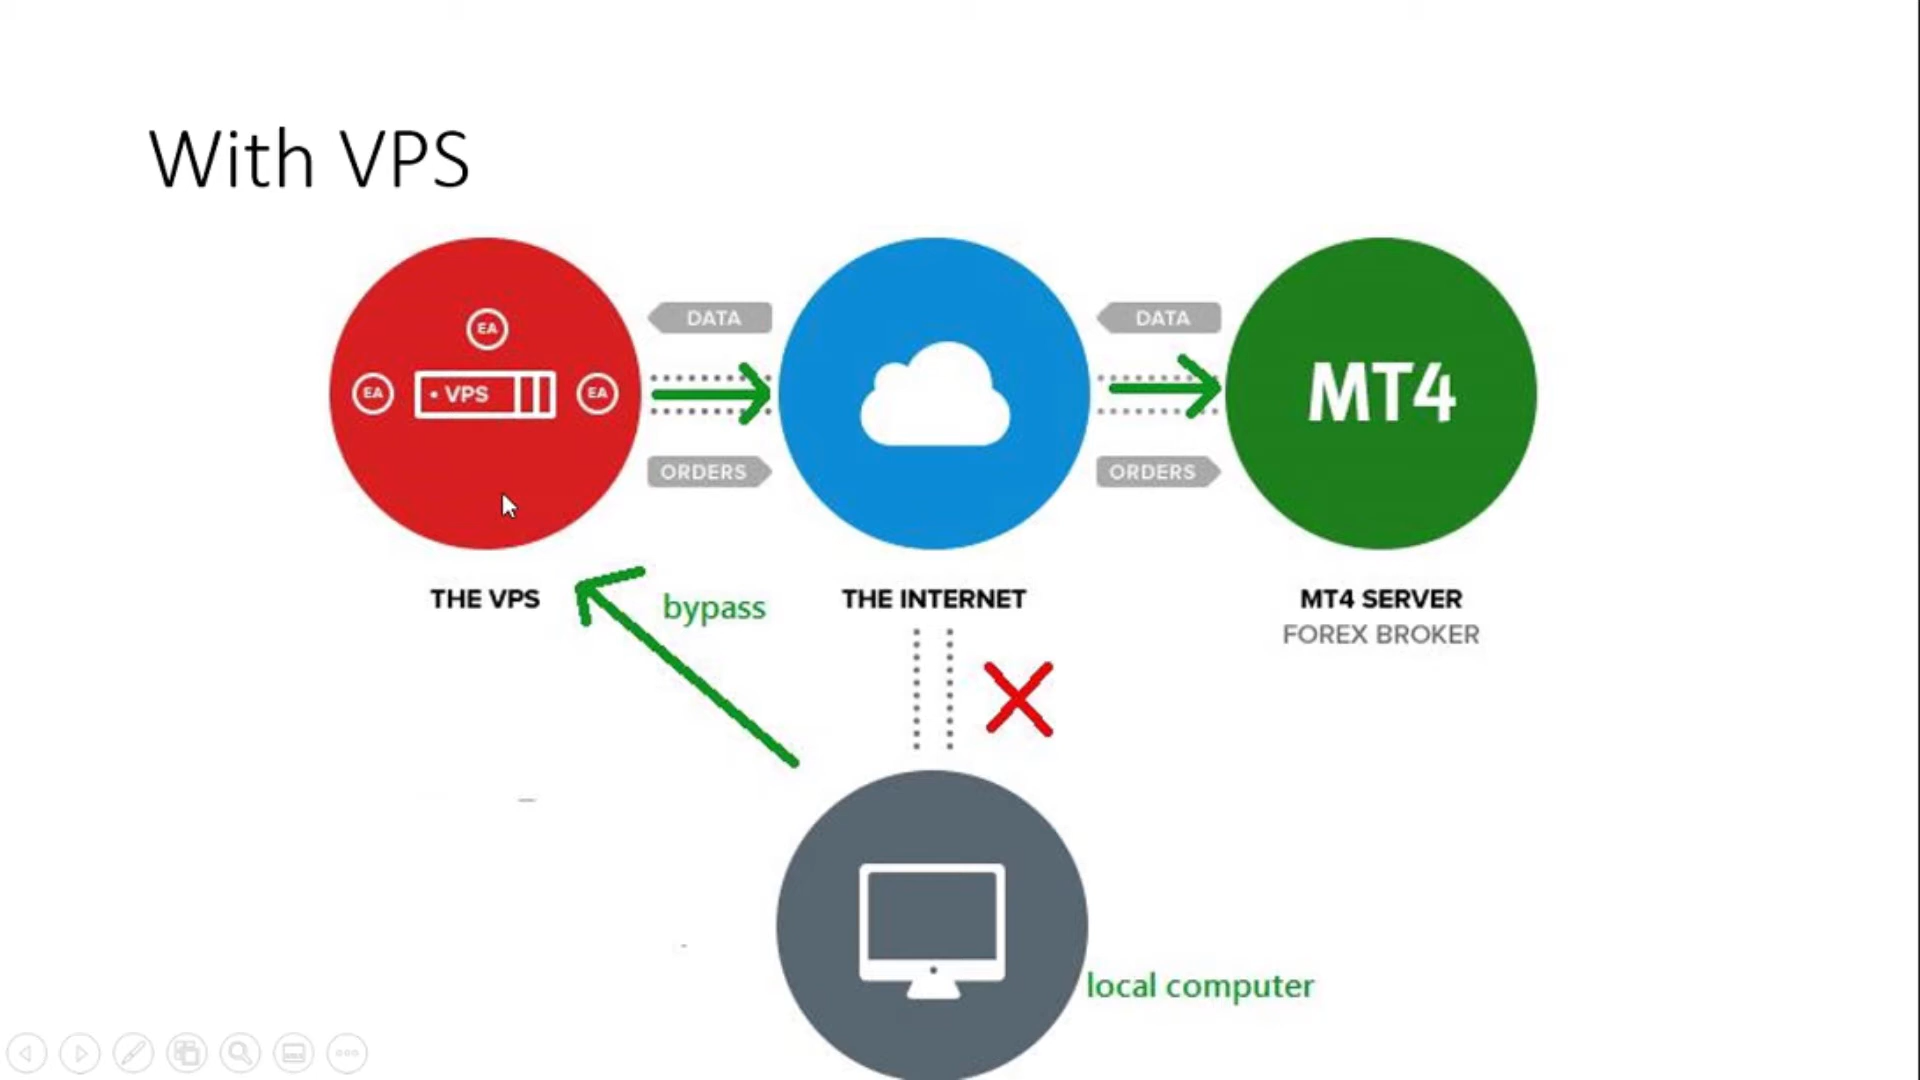 With VPS
EA
EA
• VPS
EA
DATA
ORDERS
DATA
ORDERS
MT4
THE VPS
bypass
THE INTERNET
MT4 SERVER
FOREX BROKER
local computer